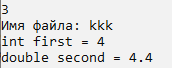 3
Имя файла: kkk
int first = 4
double second = 4.4